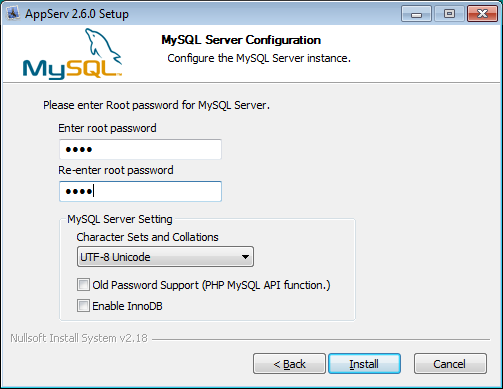 AppServ 2.6.0 Setup
MySQL Server Configuration
Configure the MySQL Server instance.
MySQL
Please enter Root password for MySQL Server.
Enter root password
••••
Re-enter root password
••••
MySQL Server Setting
Character Sets and Collations
UTF-8 Unicode
Old Password Support (PHP MySQL API function.)
Enable InnoDB
Nullsoft Install System v2.18
< Back Install Cancel